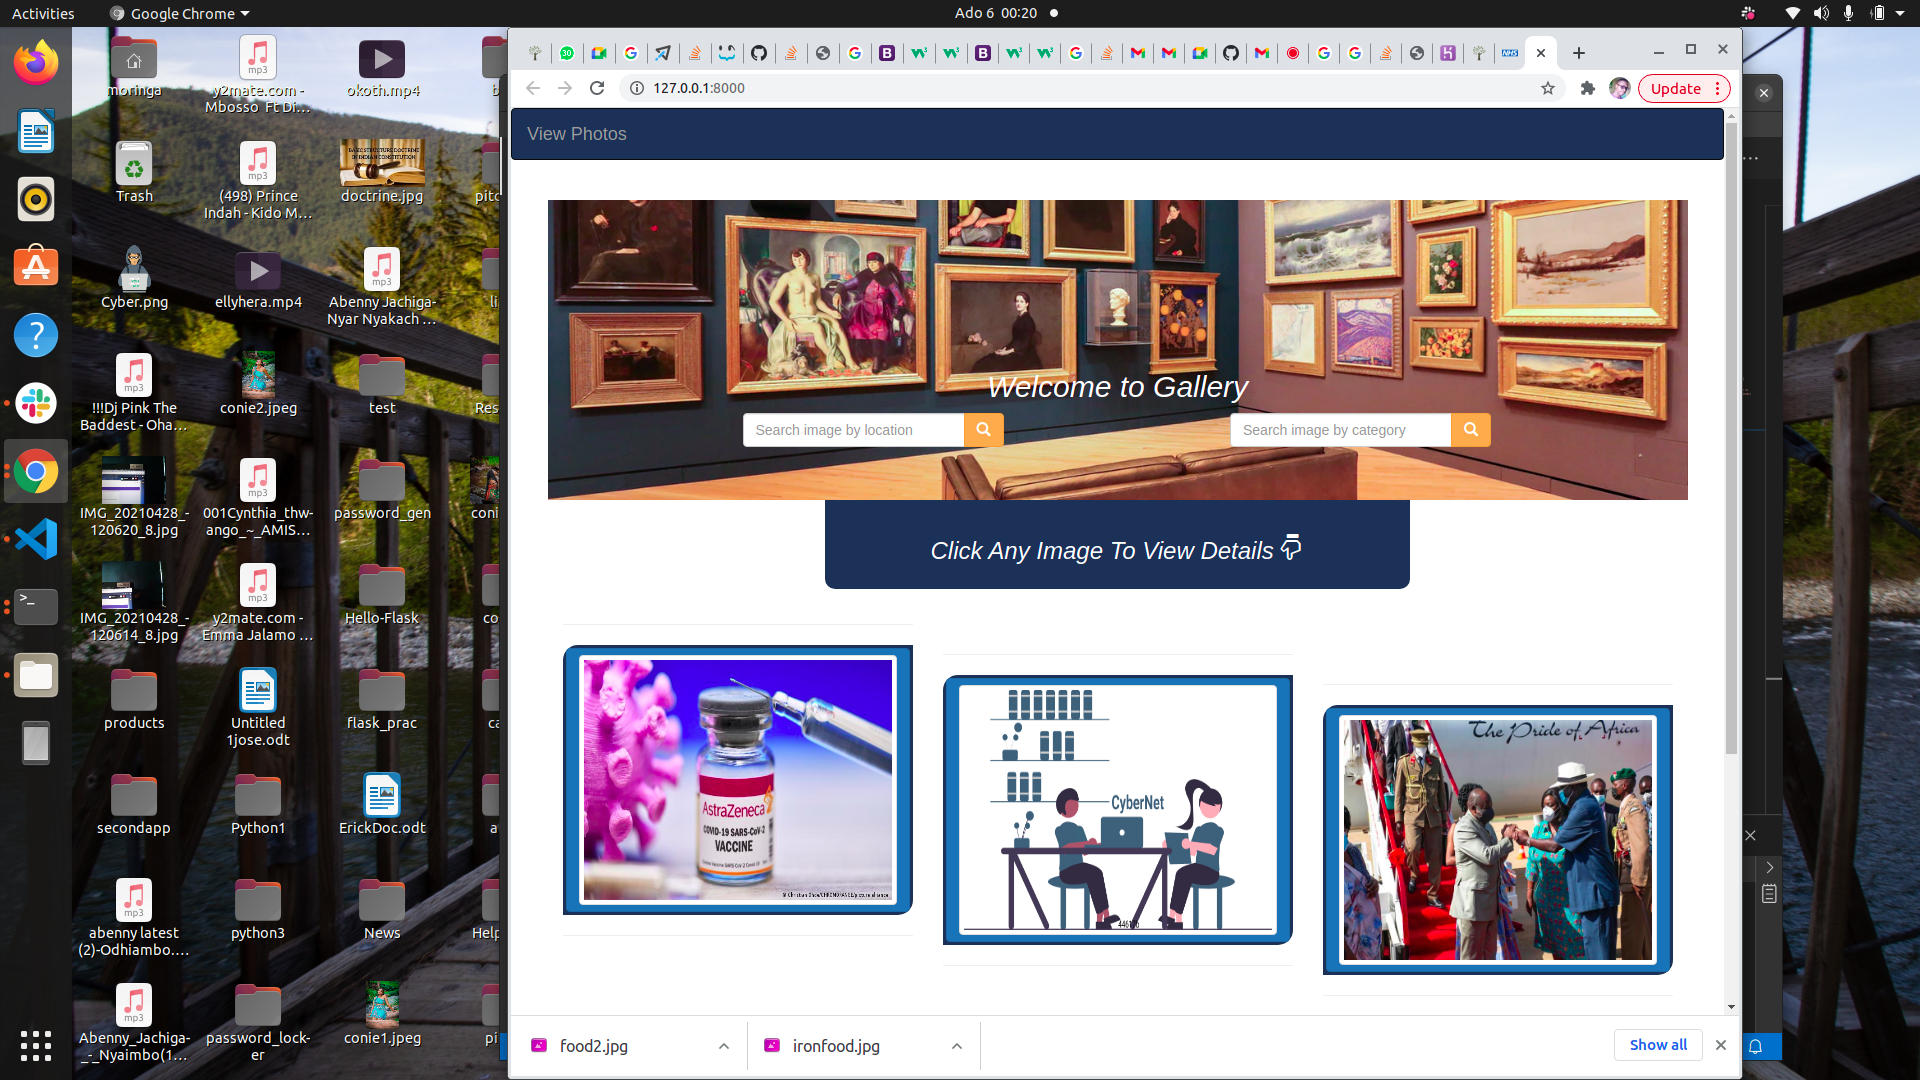 Activities
Google Chrome
Ado 6 00:20
moringa
y2mate.com -
Mbosso Ft Di...
okoth.mp4
Trash
(498) Prince
Indah - Kido M...
doctrine.jpg
Cyber.png
ellyhera.mp4
Abenny Jachiga-
Nyar Nyakach ...
!!!Dj Pink The
Baddest - Oha...
conie2.jpeg
test
IMG_20210428_-
120620_8.jpg
001Cynthia_thw-
ango_~_AMIS...
password_gen
IMG_20210428_-
120614_8.jpg
y2mate.com -
Emma Jalamo ...
Hello-Flask
products
Untitled
1jose.odt
flask_prac
secondapp
Python1
ErickDoc.odt
abenny latest
(2)-Odhiambo....
python3
News
Abenny_Jachiga-
_-_Nyaimbo(1...
password_lock-
er
conie1.jpeg
127.0.0.1:8000
Update
View Photos
Welcome to Gallery
Search image by location
Search image by category
Click Any Image To View Details
AstraZeneca
COVID-19 SARS-CoV-2
VACCINE
CyberNet
The Pride of Africa
food2.jpg
ironfood.jpg
Show all